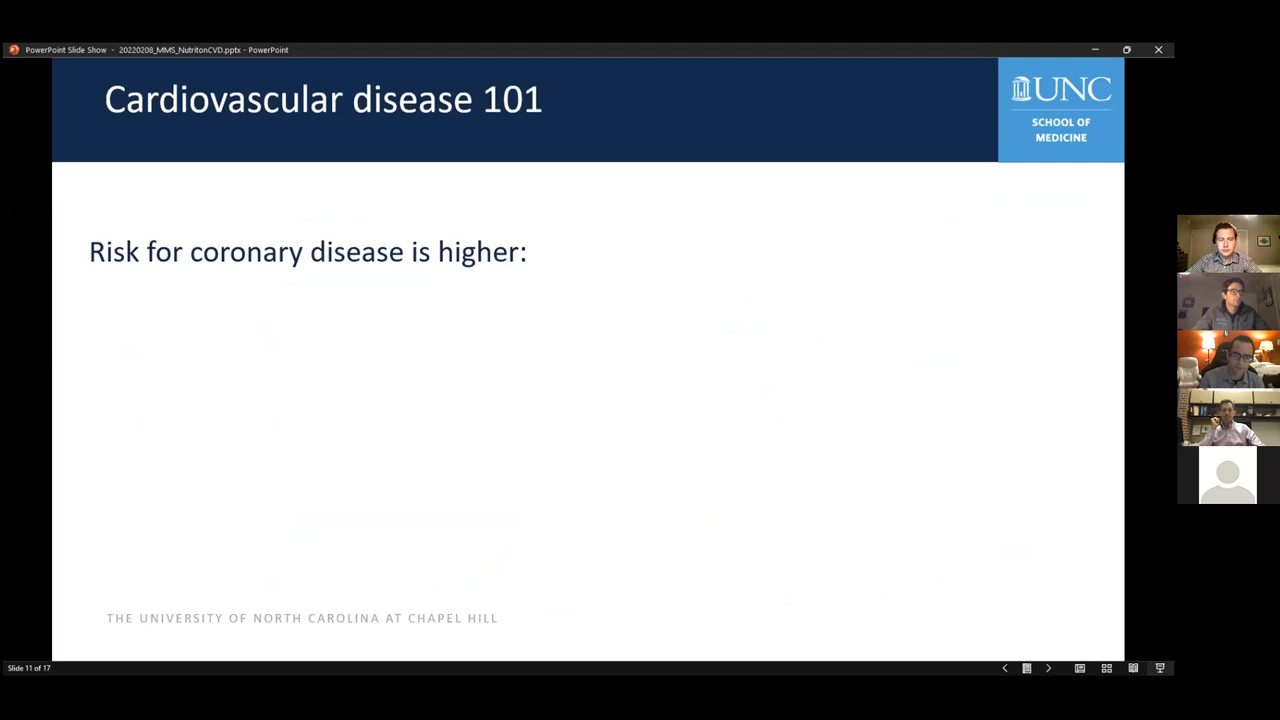 PowerPoint Slide Show - 20220208_MMS_NutritonCVD.pptx - PowerPoint
Cardiovascular disease 101
UNC
SCHOOL OF
MEDICINE
Risk for coronary disease is higher:
THE UNIVERSITY OF NORTH CAROLINA AT CHAPEL HILL
Slide 11 of 17